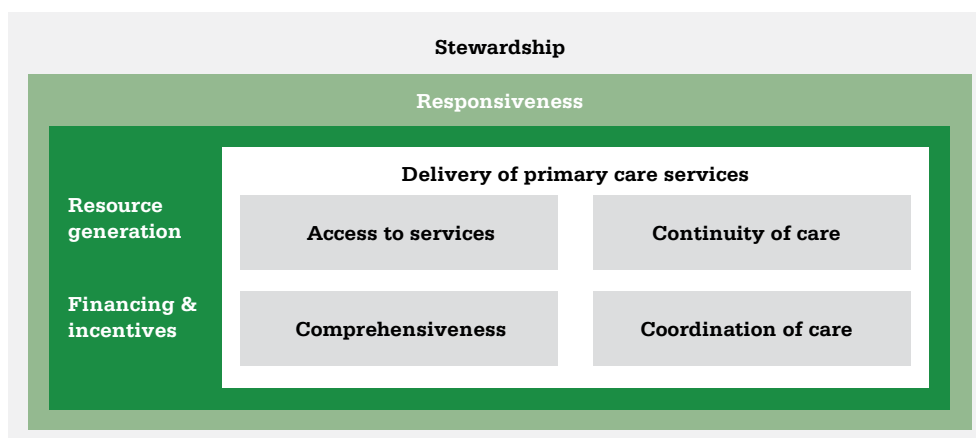 Stewardship
Responsiveness
Resource
generation
Financing &
incentives
Delivery of primary care services
Access to services
Continuity of care
Comprehensiveness
Coordination of care